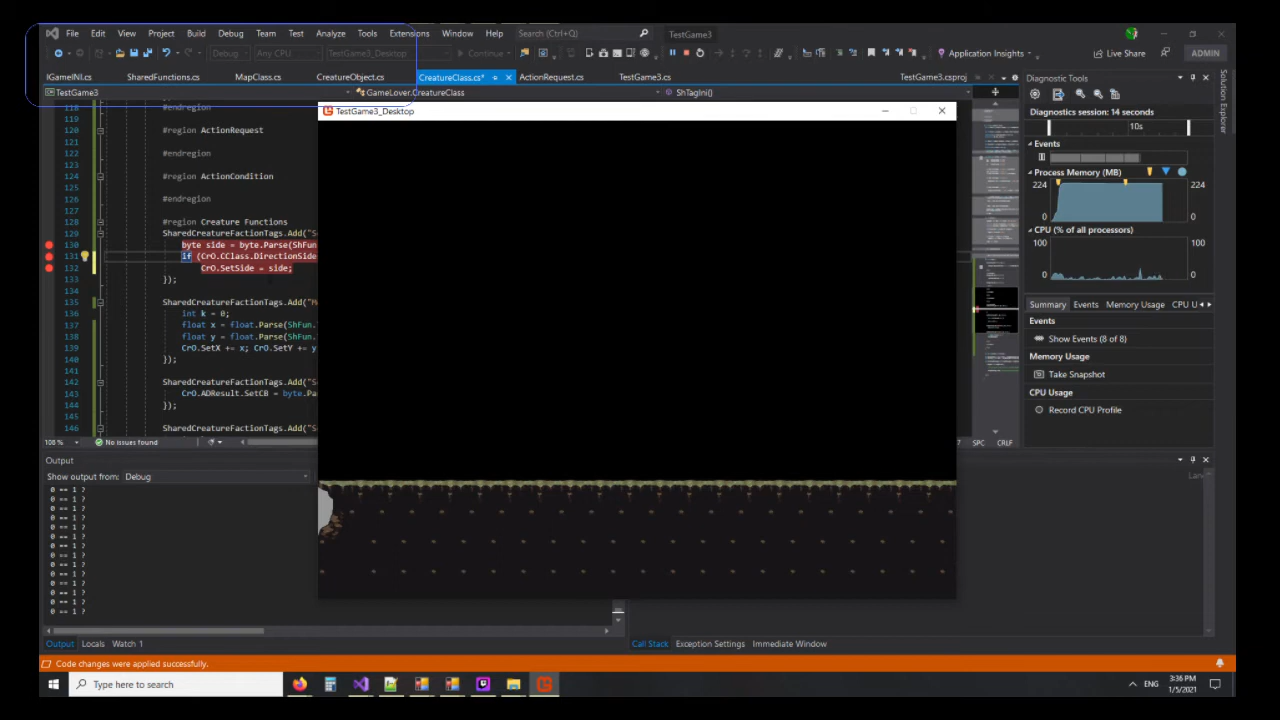 File Edit View Project Build Debug Team Test Analyze Tools Extensions Window Help Search (Ctrl+Q) TestGame3
Debug Any CPU TestGame3_Desktop Continue Application Insights Live Share ADMIN
IGameINI.cs SharedFunctions.cs MapClass.cs CreatureObject.cs CreatureClass.cs* ActionRequest.cs TestGame3.cs TestGame3.csproj
TestGame3 GameLover.CreatureClass ShTagIni()
TestGame3_Desktop
118 #endregion
119
120 #region ActionRequest
121
122 #endregion
123
124 #region ActionCondition
125
126 #endregion
127
128 #region Creature Functions
129 SharedCreatureFactionTags.Add("S
130 byte side = byte.Parse(ShFun
131 if (CrO.CClass.DirectionSide
132 CrO.SetSide = side;
133 });
134
135 SharedCreatureFactionTags.Add("M
136 int k = 0;
137 float x = float.Parse(ShFun.
138 float y = float.Parse(ShFun.
139 CrO.SetX += x; CrO.SetY += y
140 });
141
142 SharedCreatureFactionTags.Add("S
143 CrO.ADResult.SetCB = byte.Pa
144 });
145
146 SharedCreatureFactionTags.Add("S
108 % No issues found SPC CRLF
Diagnostic Tools
Diagnostics session: 14 seconds
10s
Events
Process Memory (MB)
224 224
0 0
CPU (% of all processors)
100 100
0 0
Summary Events Memory Usage CPU U
Events
Show Events (8 of 8)
Memory Usage
Take Snapshot
CPU Usage
Record CPU Profile
Solution Explorer
Output
Show output from: Debug
0 == 1 ?
0 == 1 ?
0 == 1 ?
0 == 1 ?
0 == 1 ?
0 == 1 ?
0 == 1 ?
0 == 1 ?
0 == 1 ?
0 == 1 ?
0 == 1 ?
0 == 1 ?
0 == 1 ?
0 == 1 ?
Output Locals Watch 1
Call Stack Exception Settings Immediate Window
Code changes were applied successfully.
Type here to search
ENG
3:36 PM
1/5/2021